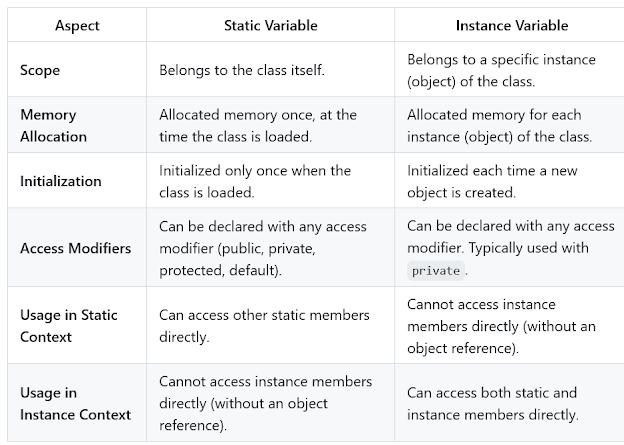 Aspect
Static Variable
Instance Variable
Scope
Belongs to the class itself.
Belongs to a specific instance
(object) of the class.
Memory
Allocation
Allocated memory once, at the
time the class is loaded.
Allocated memory for each
instance (object) of the class.
Initialization
Initialized only once when the
class is loaded.
Initialized each time a new
object is created.
Access Modifiers
Can be declared with any access
modifier (public, private,
protected, default).
Can be declared with any access
modifier. Typically used with
private.
Usage in Static
Context
Can access other static members
directly.
Cannot access instance
members directly (without an
object reference).
Usage in
Instance Context
Cannot access instance members
directly (without an object
reference).
Can access both static and
instance members directly.